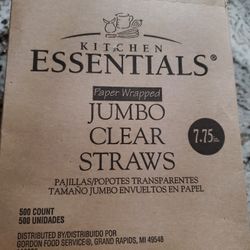 KITCHEN
ESSENTIALS®
Paper Wrapped
JUMBO
CLEAR
STRAWS
7.75
PAJILLAS/POPOTES TRANSPARENTES
TAMAÑO JUMBO ENVUELTOS EN PAPEL
500 COUNT
500 UNIDADES
DISTRIBUTED BY/DISTRIBUIDO POR
GORDON FOOD SERVICE®, GRAND RAPIDS, MI 49548